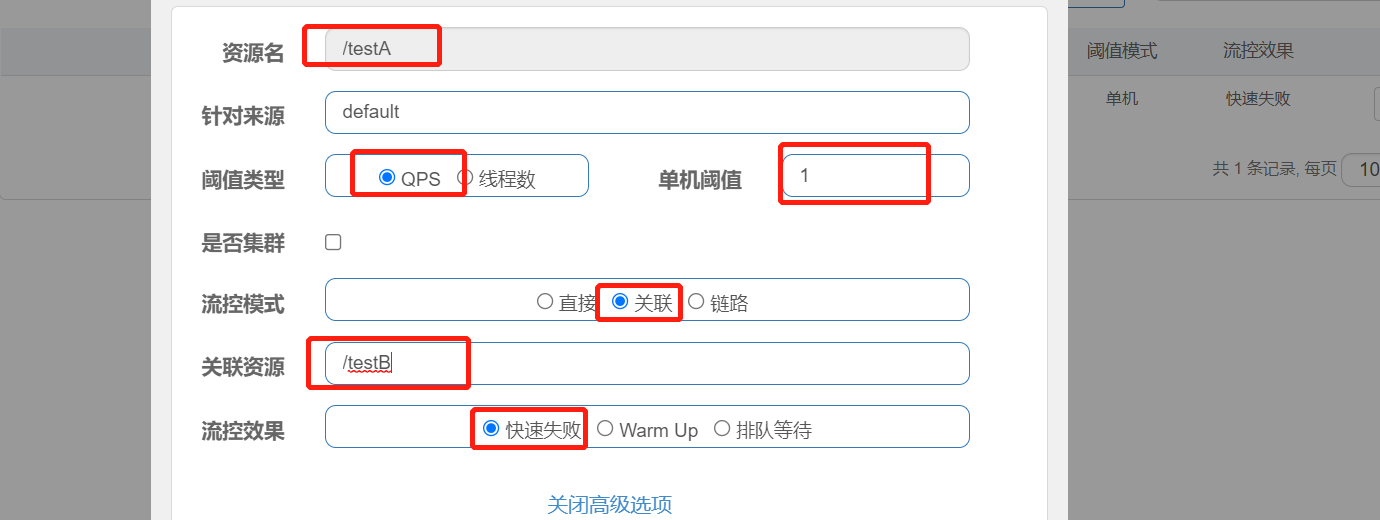 资源名 /testA
针对来源 default
阈值类型 QPS 线程数 单机阈值 1
是否集群
流控模式 直接 关联 链路
关联资源 /testB
流控效果 快速失败 Warm Up 排队等待
关闭高级选项
阈值模式 流控效果
单机 快速失败
共 1 条记录, 每页 10